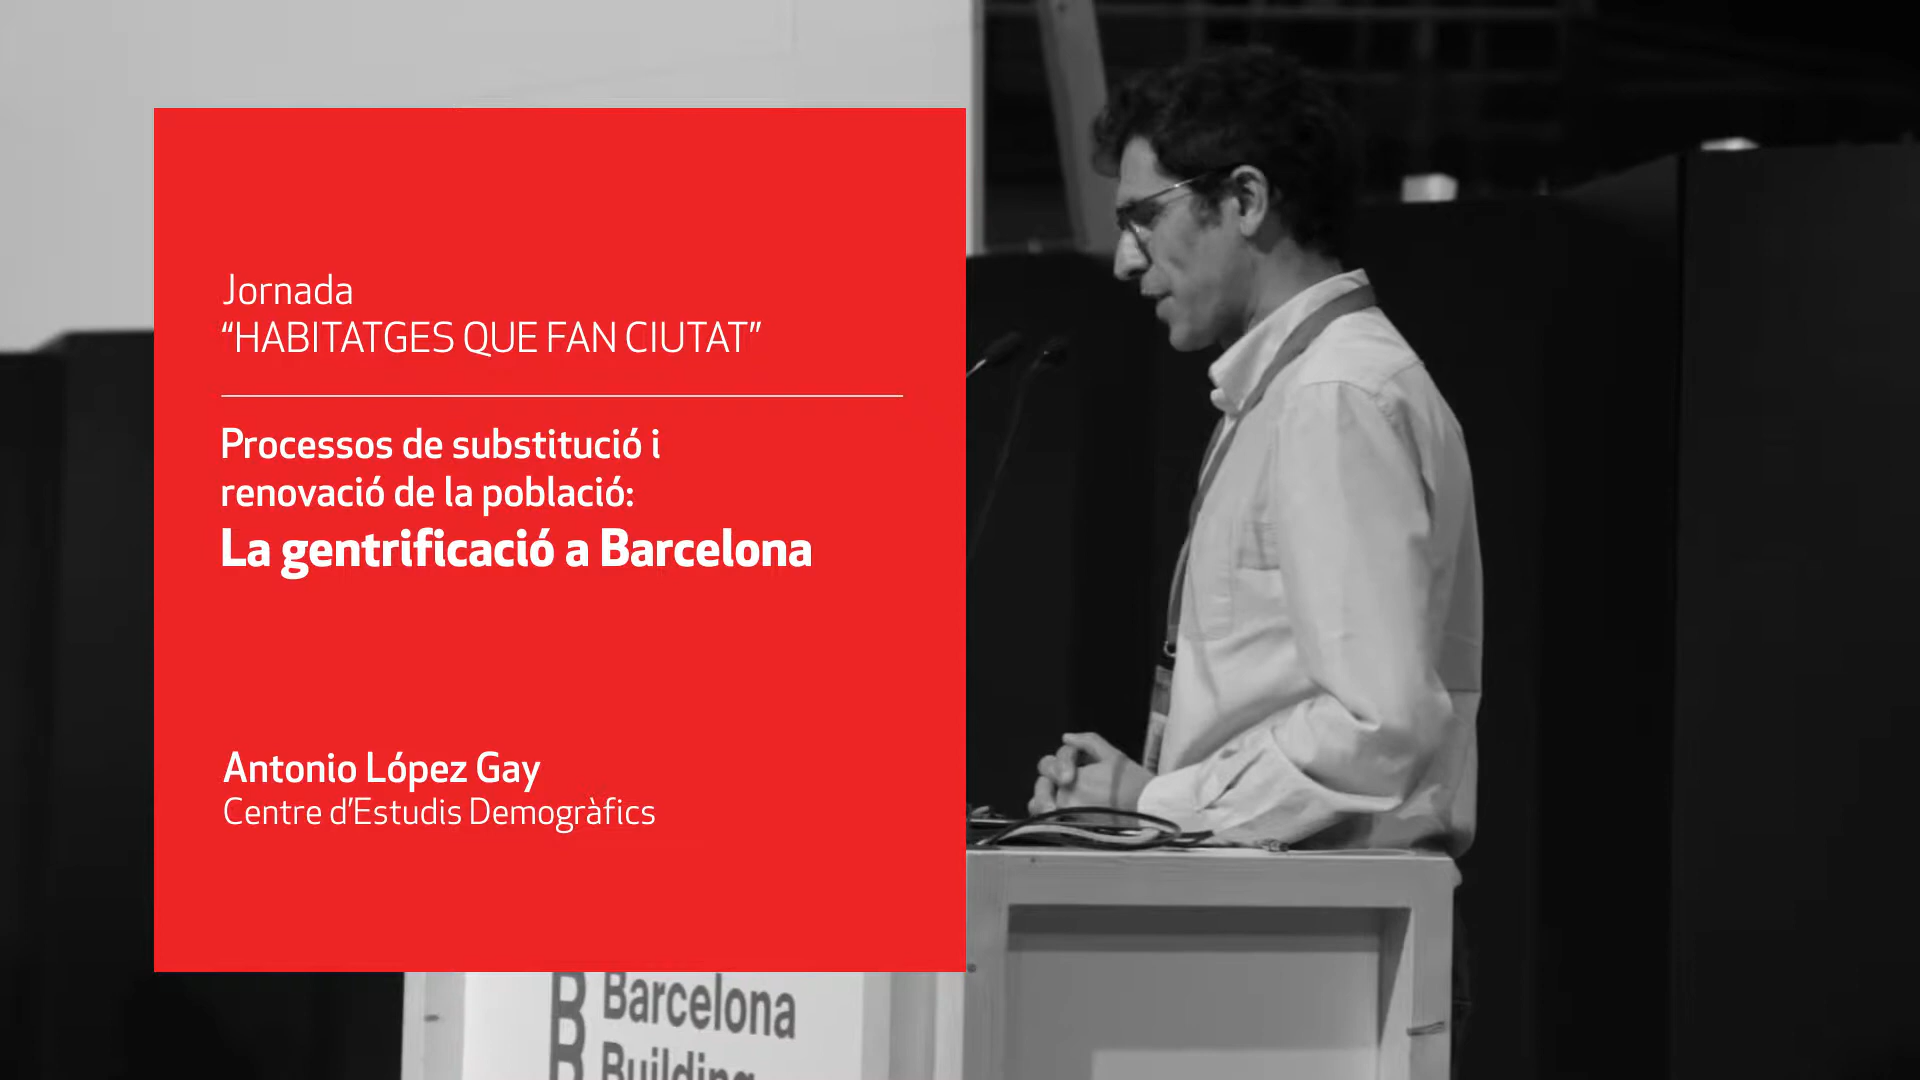 Jornada
“HABITATGES QUE FAN CIUTAT”
Processos de substitució i
renovació de la població:
La gentrificació a Barcelona
Antonio López Gay
Centre d’Estudis Demogràfics
Barcelona
Building